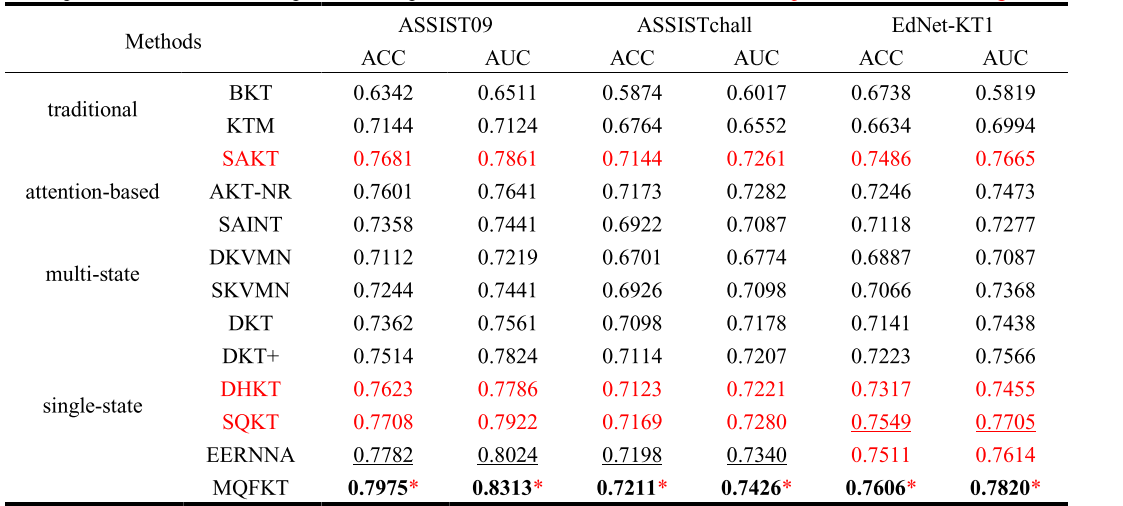 Methods ASSIST09 ASSISTchall EdNet-KT1
ACC AUC ACC AUC ACC AUC
traditional BKT 0.6342 0.6511 0.5874 0.6017 0.6738 0.5819
KTM 0.7144 0.7124 0.6764 0.6552 0.6634 0.6994
SAKT 0.7681 0.7861 0.7144 0.7261 0.7486 0.7665
attention-based AKT-NR 0.7601 0.7641 0.7173 0.7282 0.7246 0.7473
SAINT 0.7358 0.7441 0.6922 0.7087 0.7118 0.7277
multi-state DKVMN 0.7112 0.7219 0.6701 0.6774 0.6887 0.7087
SKVMN 0.7244 0.7441 0.6926 0.7098 0.7066 0.7368
DKT 0.7362 0.7561 0.7098 0.7178 0.7141 0.7438
DKT+ 0.7514 0.7824 0.7114 0.7207 0.7223 0.7566
single-state DHKT 0.7623 0.7786 0.7123 0.7221 0.7317 0.7455
SQKT 0.7708 0.7922 0.7169 0.7280 0.7549 0.7705
EERNNA 0.7782 0.8024 0.7198 0.7340 0.7511 0.7614
MQFKT 0.7975* 0.8313* 0.7211* 0.7426* 0.7606* 0.7820*